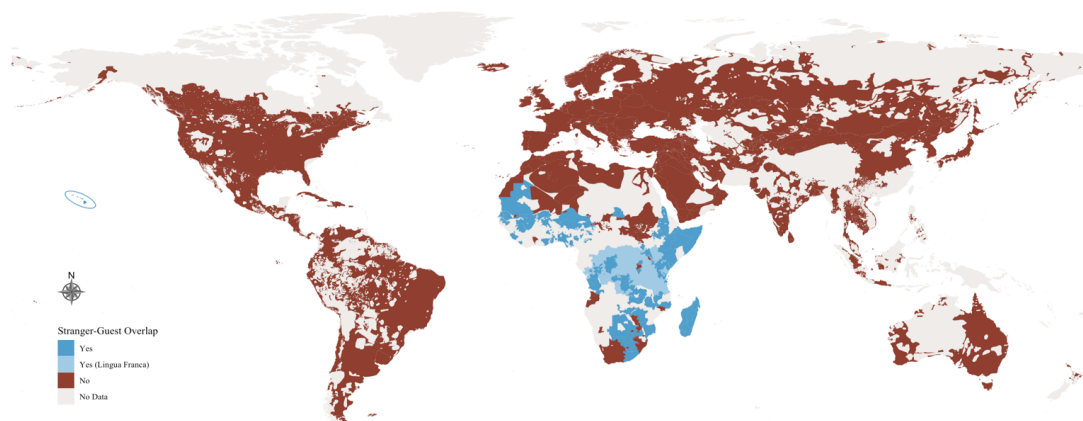 N
Stranger-Guest Overlap
Yes
Yes (Lingua Franca)
No
No Data